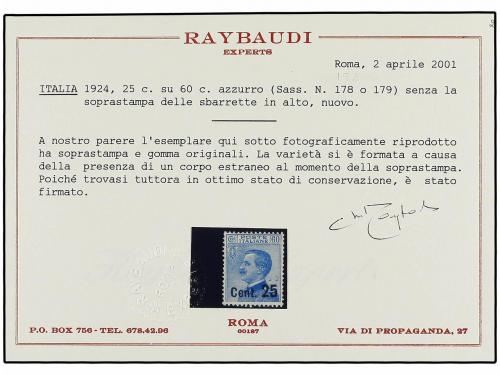 RAYBAUDI
EXPERTS
Roma, 2 aprile 2001
ITALIA 1924, 25 c. su 60 c. azzurro (Sass. N. 178 o 179) senza la
soprastampa delle sbarrette in alto, nuovo.
A nostro parere l'esemplare qui sotto fotograficamente riprodotto
ha soprastampa e gomma originali. La varietà si è formata a causa
della presenza di un corpo estraneo al momento della soprastampa.
Poiché trovasi tuttora in ottimo stato di conservazione, è stato
firmato.
POSTE
ITALIANE
60
Cent. 25
P.O. BOX 756 - TEL. 678.42.96
ROMA
00187
VIA DI PROPAGANDA, 27